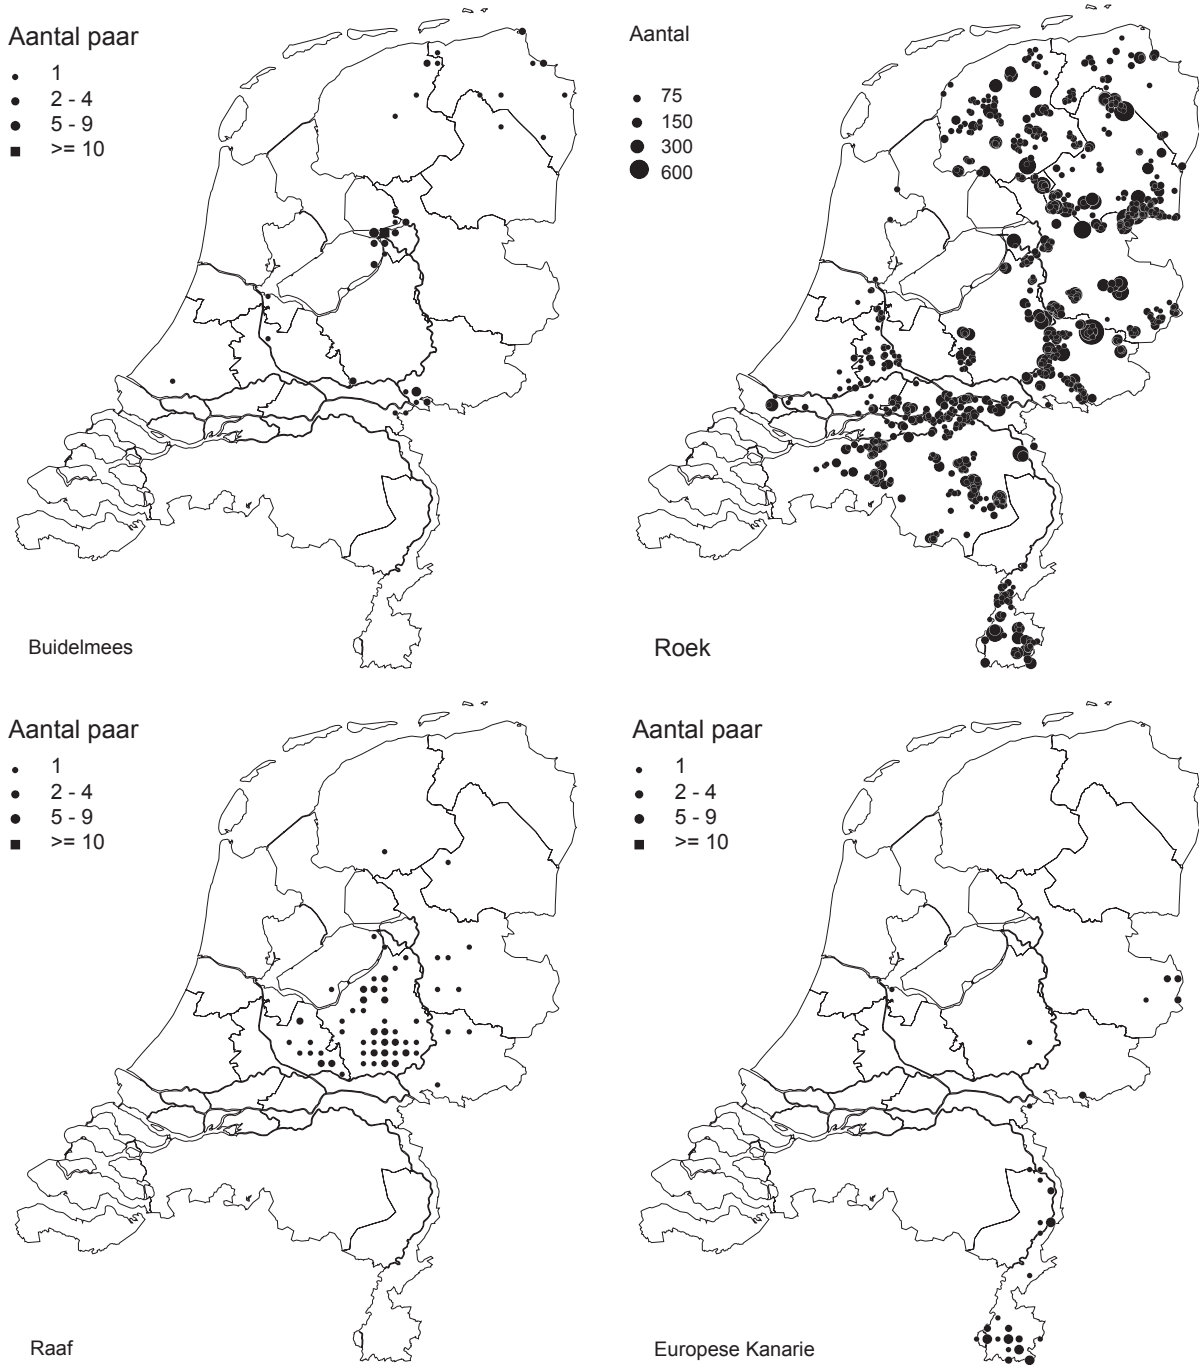 Aantal paar
1
2 - 4
5 - 9
>= 10
Buidelmees
Aantal
75
150
300
600
Roek
Aantal paar
1
2 - 4
5 - 9
>= 10
Raaf
Aantal paar
1
2 - 4
5 - 9
>= 10
Europese Kanarie